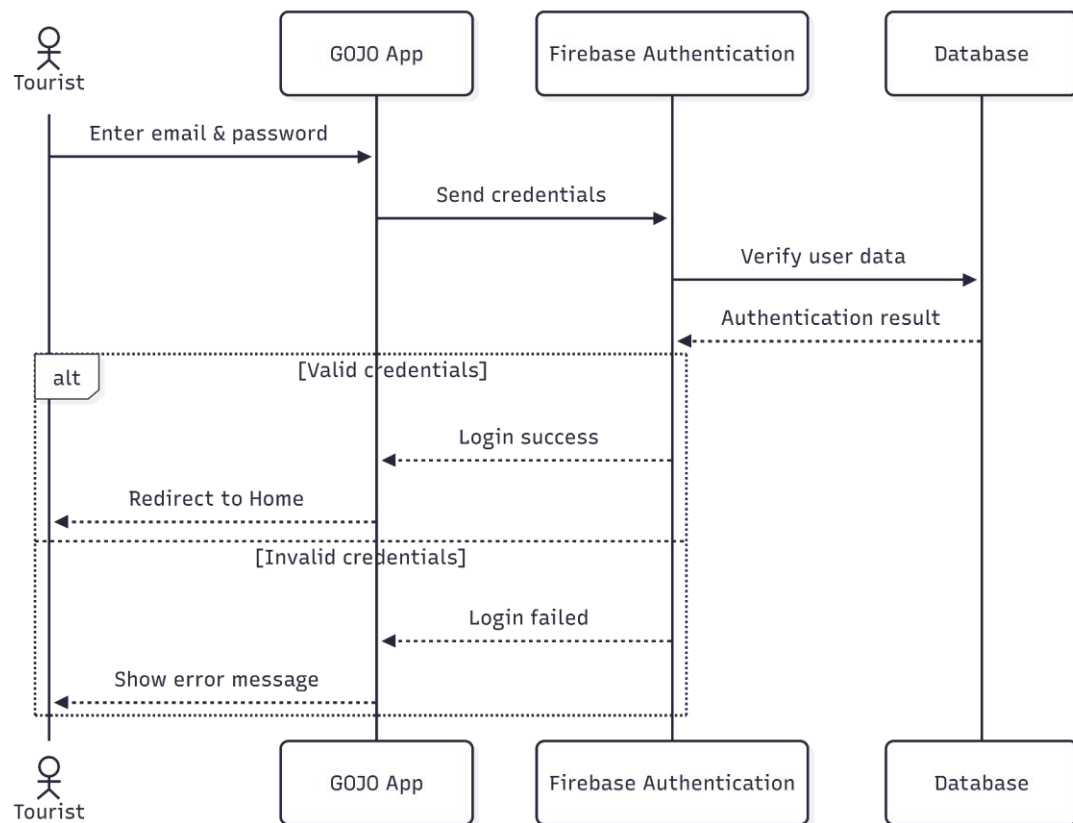 Tourist
GOJO App
Firebase Authentication
Database
Enter email & password
Send credentials
Verify user data
Authentication result
alt
[Valid credentials]
Login success
Redirect to Home
[Invalid credentials]
Login failed
Show error message
Tourist
GOJO App
Firebase Authentication
Database